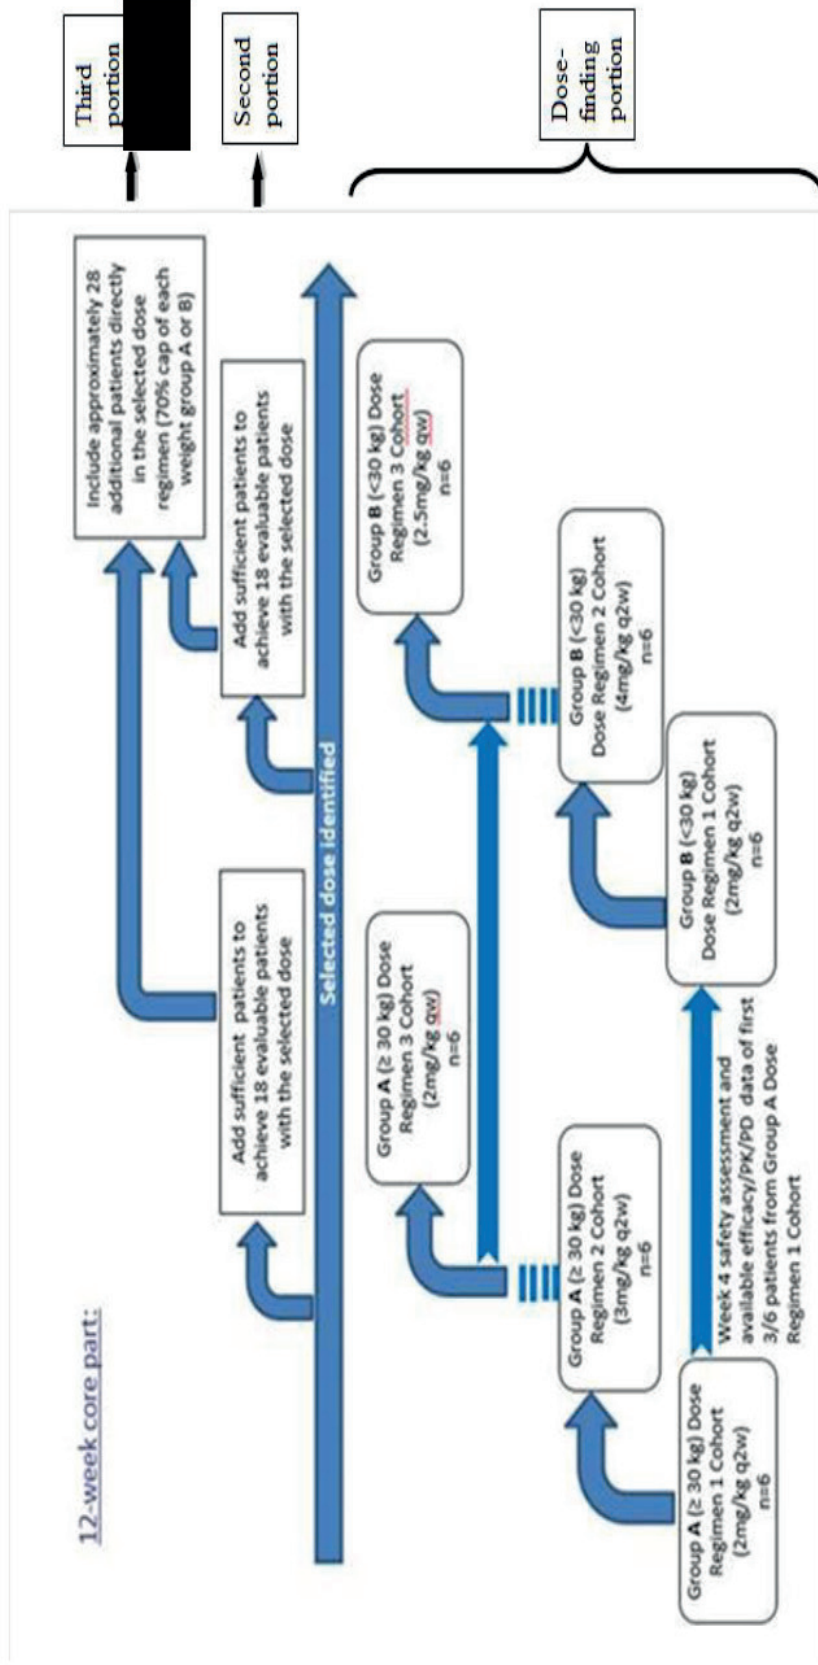 12-week core part:
Third
portion
Include approximately 28
additional patients directly
in the selected dose
regimen (70% cap of each
weight group A or B)
Second
portion
Add sufficient patients to
achieve 18 evaluable patients
with the selected dose
Add sufficient patients to
achieve 18 evaluable patients
with the selected dose
Selected dose identified
Dose-
finding
portion
Group A (≥ 30 kg) Dose
Regimen 3 Cohort
(2mg/kg qw)
n=6
Group B (<30 kg) Dose
Regimen 3 Cohort
(2.5mg/kg qw)
n=6
Group A (≥ 30 kg) Dose
Regimen 2 Cohort
(3mg/kg q2w)
n=6
Group B (<30 kg)
Dose Regimen 2 Cohort
(4mg/kg q2w)
n=6
Group A (≥ 30 kg) Dose
Regimen 1 Cohort
(2mg/kg q2w)
n=6
Week 4 safety assessment and
available efficacy/PK/PD data of first
3/6 patients from Group A Dose
Regimen 1 Cohort
Group B (<30 kg)
Dose Regimen 1 Cohort
(2mg/kg q2w)
n=6